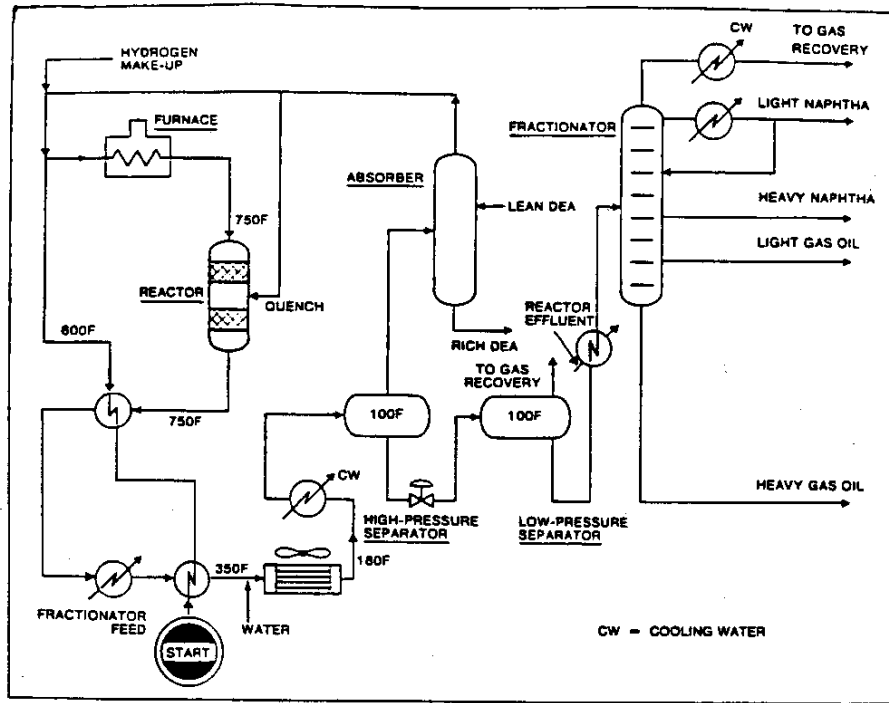 HYDROGEN
MAKE-UP
FURNACE
CW
TO GAS
RECOVERY
FRACTIONATOR
LIGHT NAPHTHA
ABSORBER
LEAN DEA
HEAVY NAPHTHA
LIGHT GAS OIL
750F
REACTOR
QUENCH
REACTOR
EFFLUENT
RICH DEA
600F
TO GAS
RECOVERY
750F
100F
100F
CW
HIGH-PRESSURE
SEPARATOR
LOW-PRESSURE
SEPARATOR
HEAVY GAS OIL
350F
180F
FRACTIONATOR
FEED
WATER
START
CW = COOLING WATER